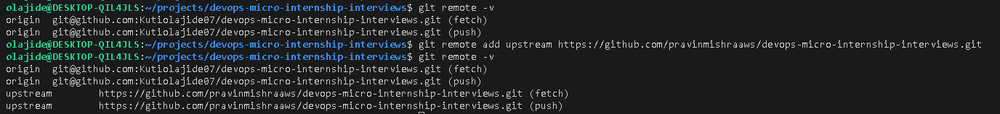 olajide@DESKTOP-QIL4JLS:~/projects/devops-micro-internship-interviews$ git remote -v
origin  git@github.com:Kutiolajide07/devops-micro-internship-interviews.git (fetch)
origin  git@github.com:Kutiolajide07/devops-micro-internship-interviews.git (push)
olajide@DESKTOP-QIL4JLS:~/projects/devops-micro-internship-interviews$ git remote add upstream https://github.com/pravinmishraaws/devops-micro-internship-interviews.git
olajide@DESKTOP-QIL4JLS:~/projects/devops-micro-internship-interviews$ git remote -v
origin  git@github.com:Kutiolajide07/devops-micro-internship-interviews.git (fetch)
origin  git@github.com:Kutiolajide07/devops-micro-internship-interviews.git (push)
upstream        https://github.com/pravinmishraaws/devops-micro-internship-interviews.git (fetch)
upstream        https://github.com/pravinmishraaws/devops-micro-internship-interviews.git (push)